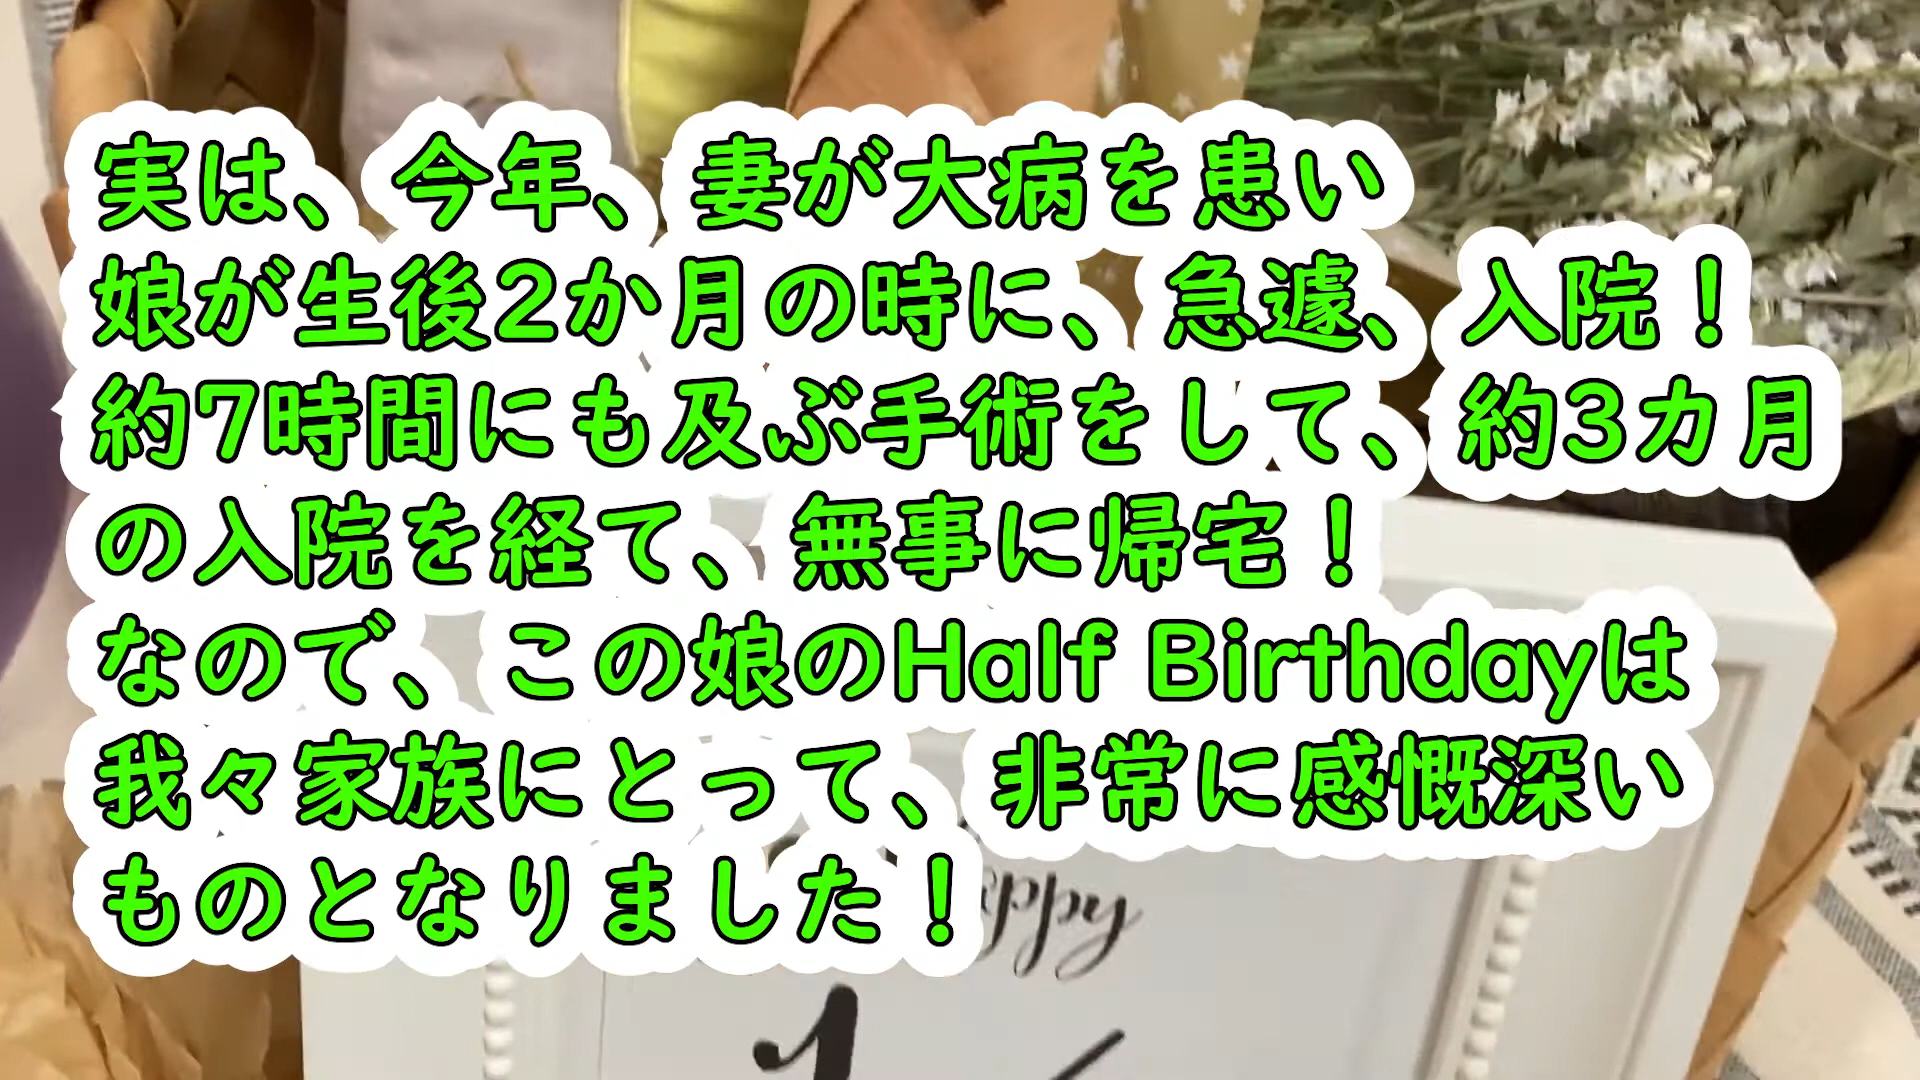 実は、今年、妻が大病を患い
娘が生後2か月の時に、急遽、入院！
約7時間にも及ぶ手術をして、約3カ月
の入院を経て、無事に帰宅！
なので、この娘のHalf Birthdayは
我々家族にとって、非常に感慨深い
ものとなりました！